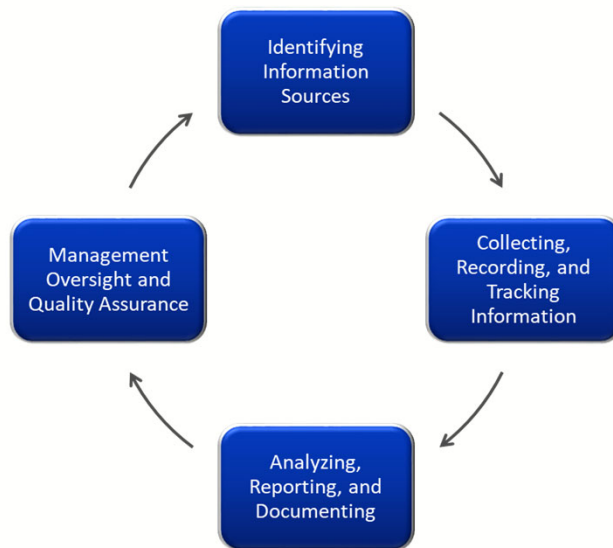 Identifying
Information
Sources
Collecting,
Recording, and
Tracking
Information
Analyzing,
Reporting, and
Documenting
Management
Oversight and
Quality Assurance